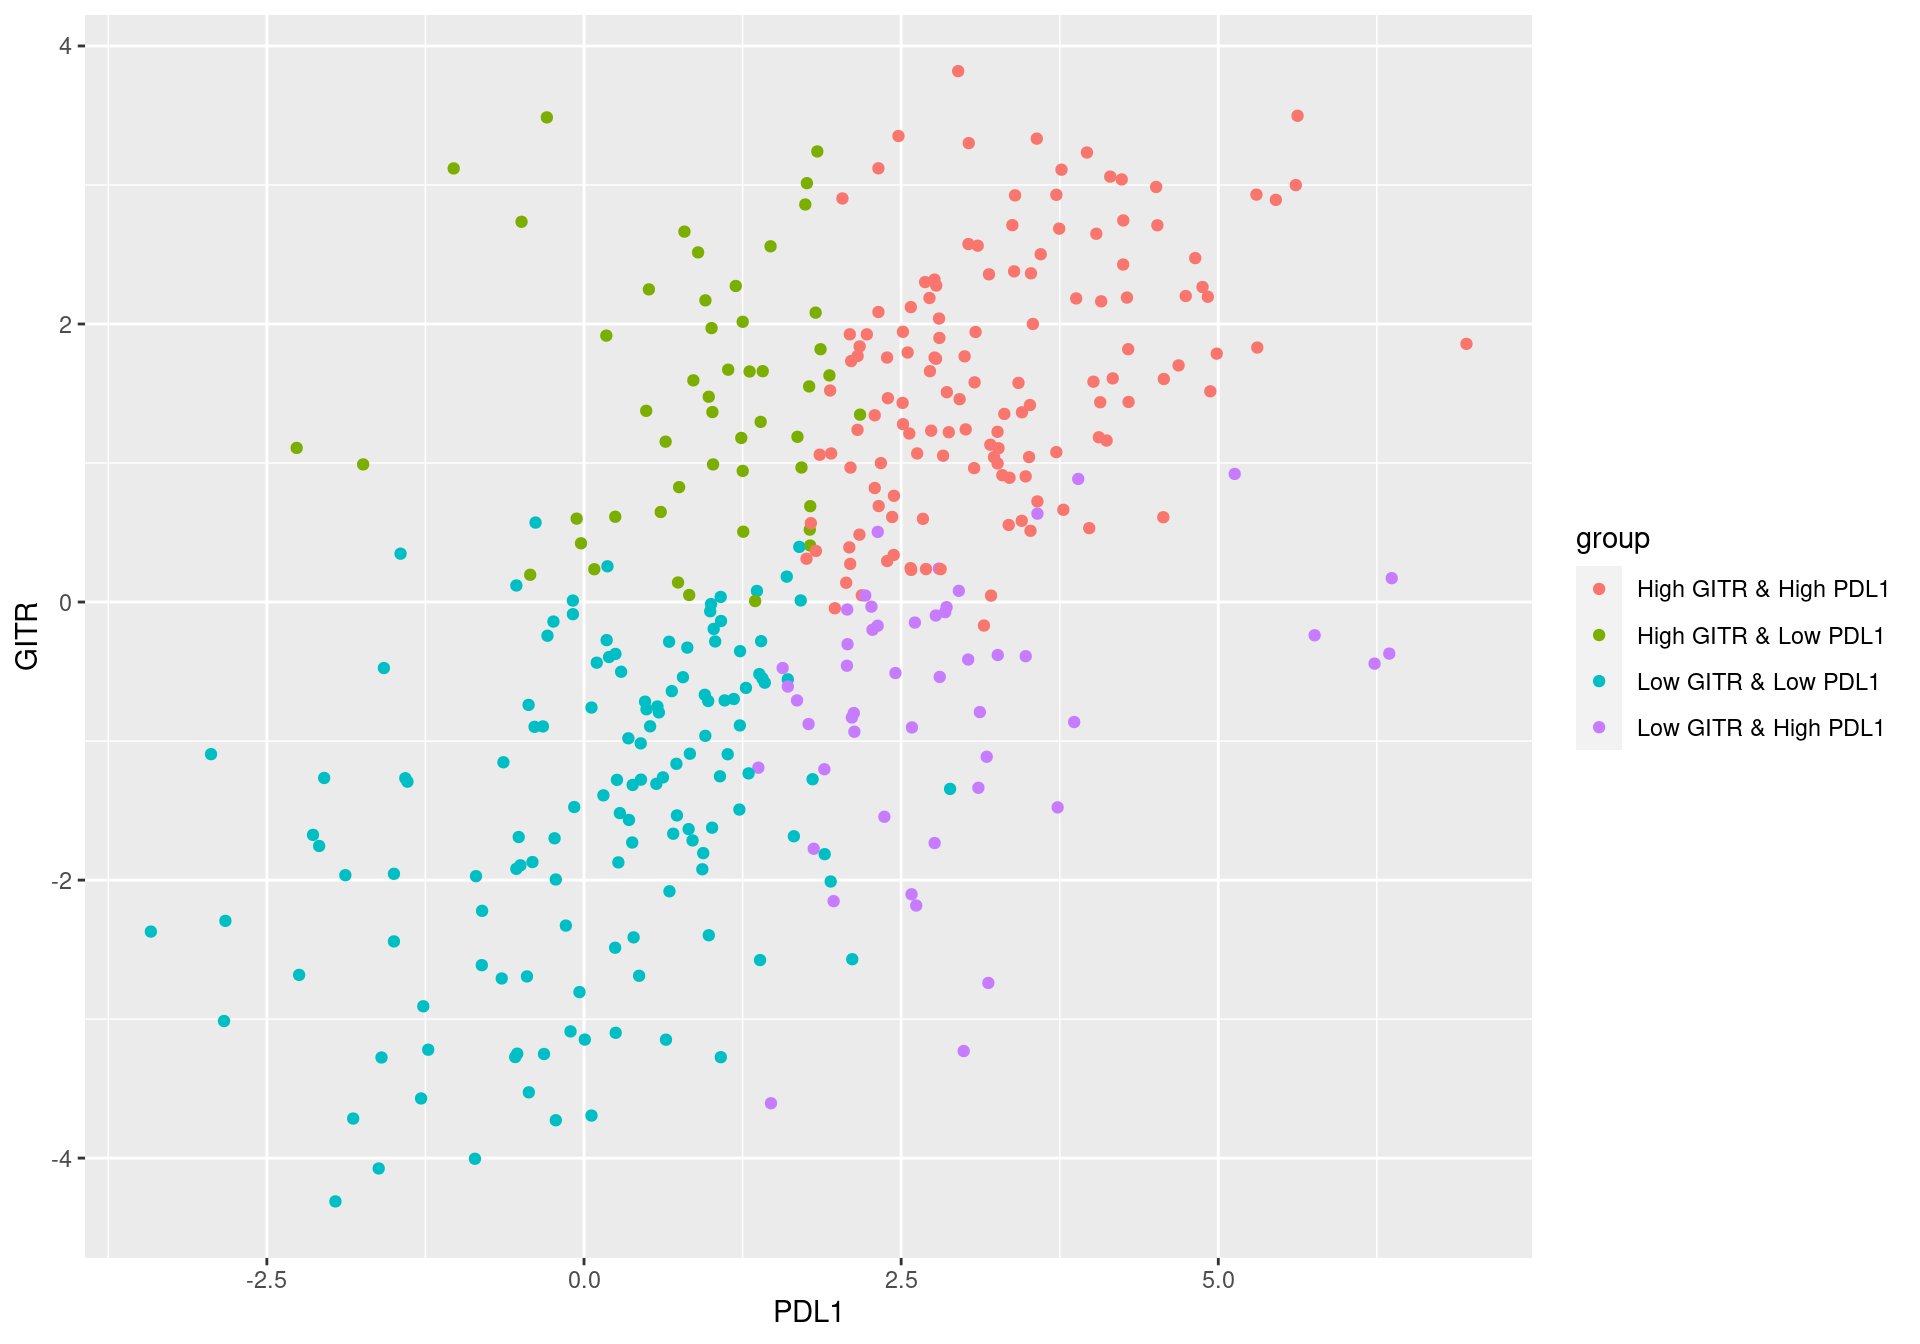 4
2
0
-2
-4
GITR
-2.5
0.0
2.5
5.0
PDL1
group
High GITR & High PDL1
High GITR & Low PDL1
Low GITR & Low PDL1
Low GITR & High PDL1